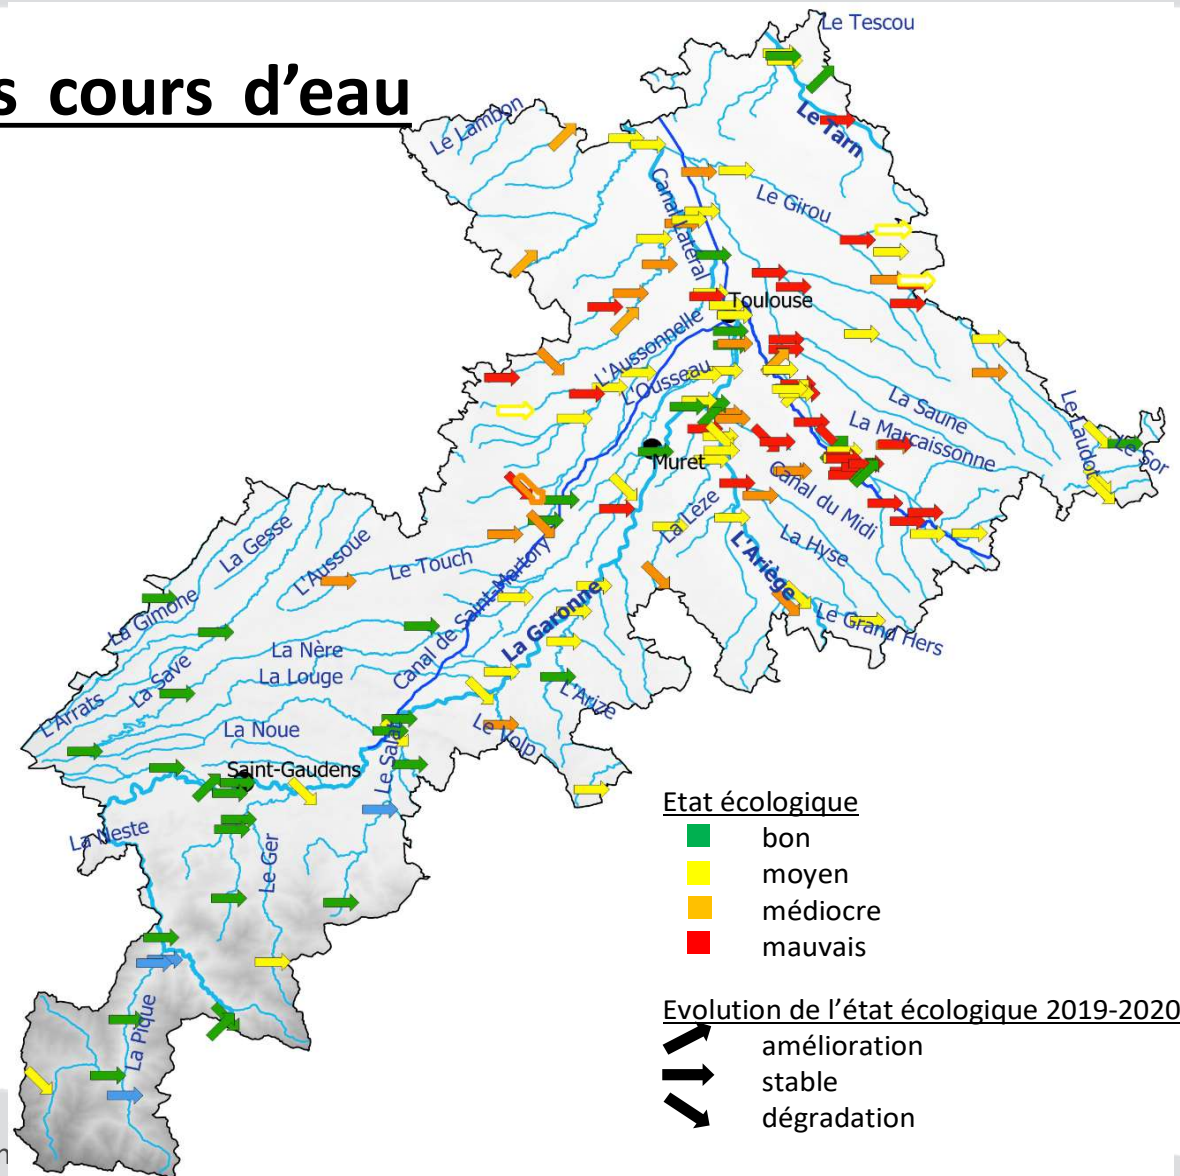 s cours d'eau
Le Tescou
Le Lambon
Le Tarn
Canal Latéral
Le Girou
Toulouse
L'Aussonnelle
L'Ousseau
La Saune
La Marcaissonne
Le Laudot
Le Sor
Muret
Canal du Midi
La Lèze
La Hyse
L'Ariège
Le Grand Hers
La Gesse
L'Aussoue
Le Touch
La Gimone
Canal de Saint-Martory
La Garonne
La Nère
La Louge
La Save
L'Arrats
L'Arize
La Noue
Le Volp
Le Salat
Saint-Gaudens
La Neste
Le Ger
La Pique
Etat écologique
bon
moyen
médiocre
mauvais
Evolution de l'état écologique 2019-2020
amélioration
stable
dégradation